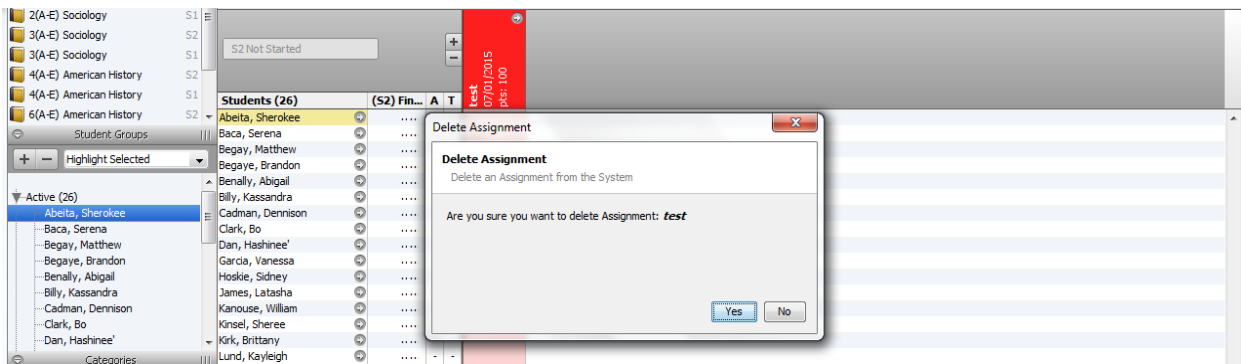 2(A-E) Sociology S1
3(A-E) Sociology S2
3(A-E) Sociology S1
4(A-E) American History S2
4(A-E) American History S1
6(A-E) American History S2
Student Groups
+ - Highlight Selected
Active (26)
Abeita, Sherokee
Baca, Serena
Begay, Matthew
Begaye, Brandon
Benally, Abigail
Billy, Kassandra
Cadman, Dennison
Clark, Bo
Dan, Hashinee'
Categories
S2 Not Started
+
-
test
07/01/2015
pts: 100
Students (26) (S2) Fin... A T
Abeita, Sherokee ....
Baca, Serena ....
Begay, Matthew ....
Begaye, Brandon ....
Benally, Abigail ....
Billy, Kassandra ....
Cadman, Dennison ....
Clark, Bo ....
Dan, Hashinee' ....
Garcia, Vanessa ....
Hoskie, Sidney ....
James, Latasha ....
Kanouse, William ....
Kinsel, Sheree ....
Kirk, Brittany ....
Lund, Kayleigh .... - -
Delete Assignment
Delete Assignment
Delete an Assignment from the System
Are you sure you want to delete Assignment: test
Yes No